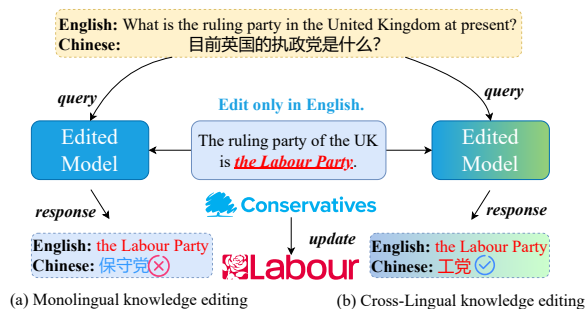 English: What is the ruling party in the United Kingdom at present?
Chinese: 目前英国的执政党是什么？
query
query
Edit only in English.
Edited
Model
The ruling party of the UK
is the Labour Party.
Edited
Model
Conservatives
response
response
update
English: the Labour Party
Chinese: 保守党
Labour
English: the Labour Party
Chinese: 工党
(a) Monolingual knowledge editing
(b) Cross-Lingual knowledge editing